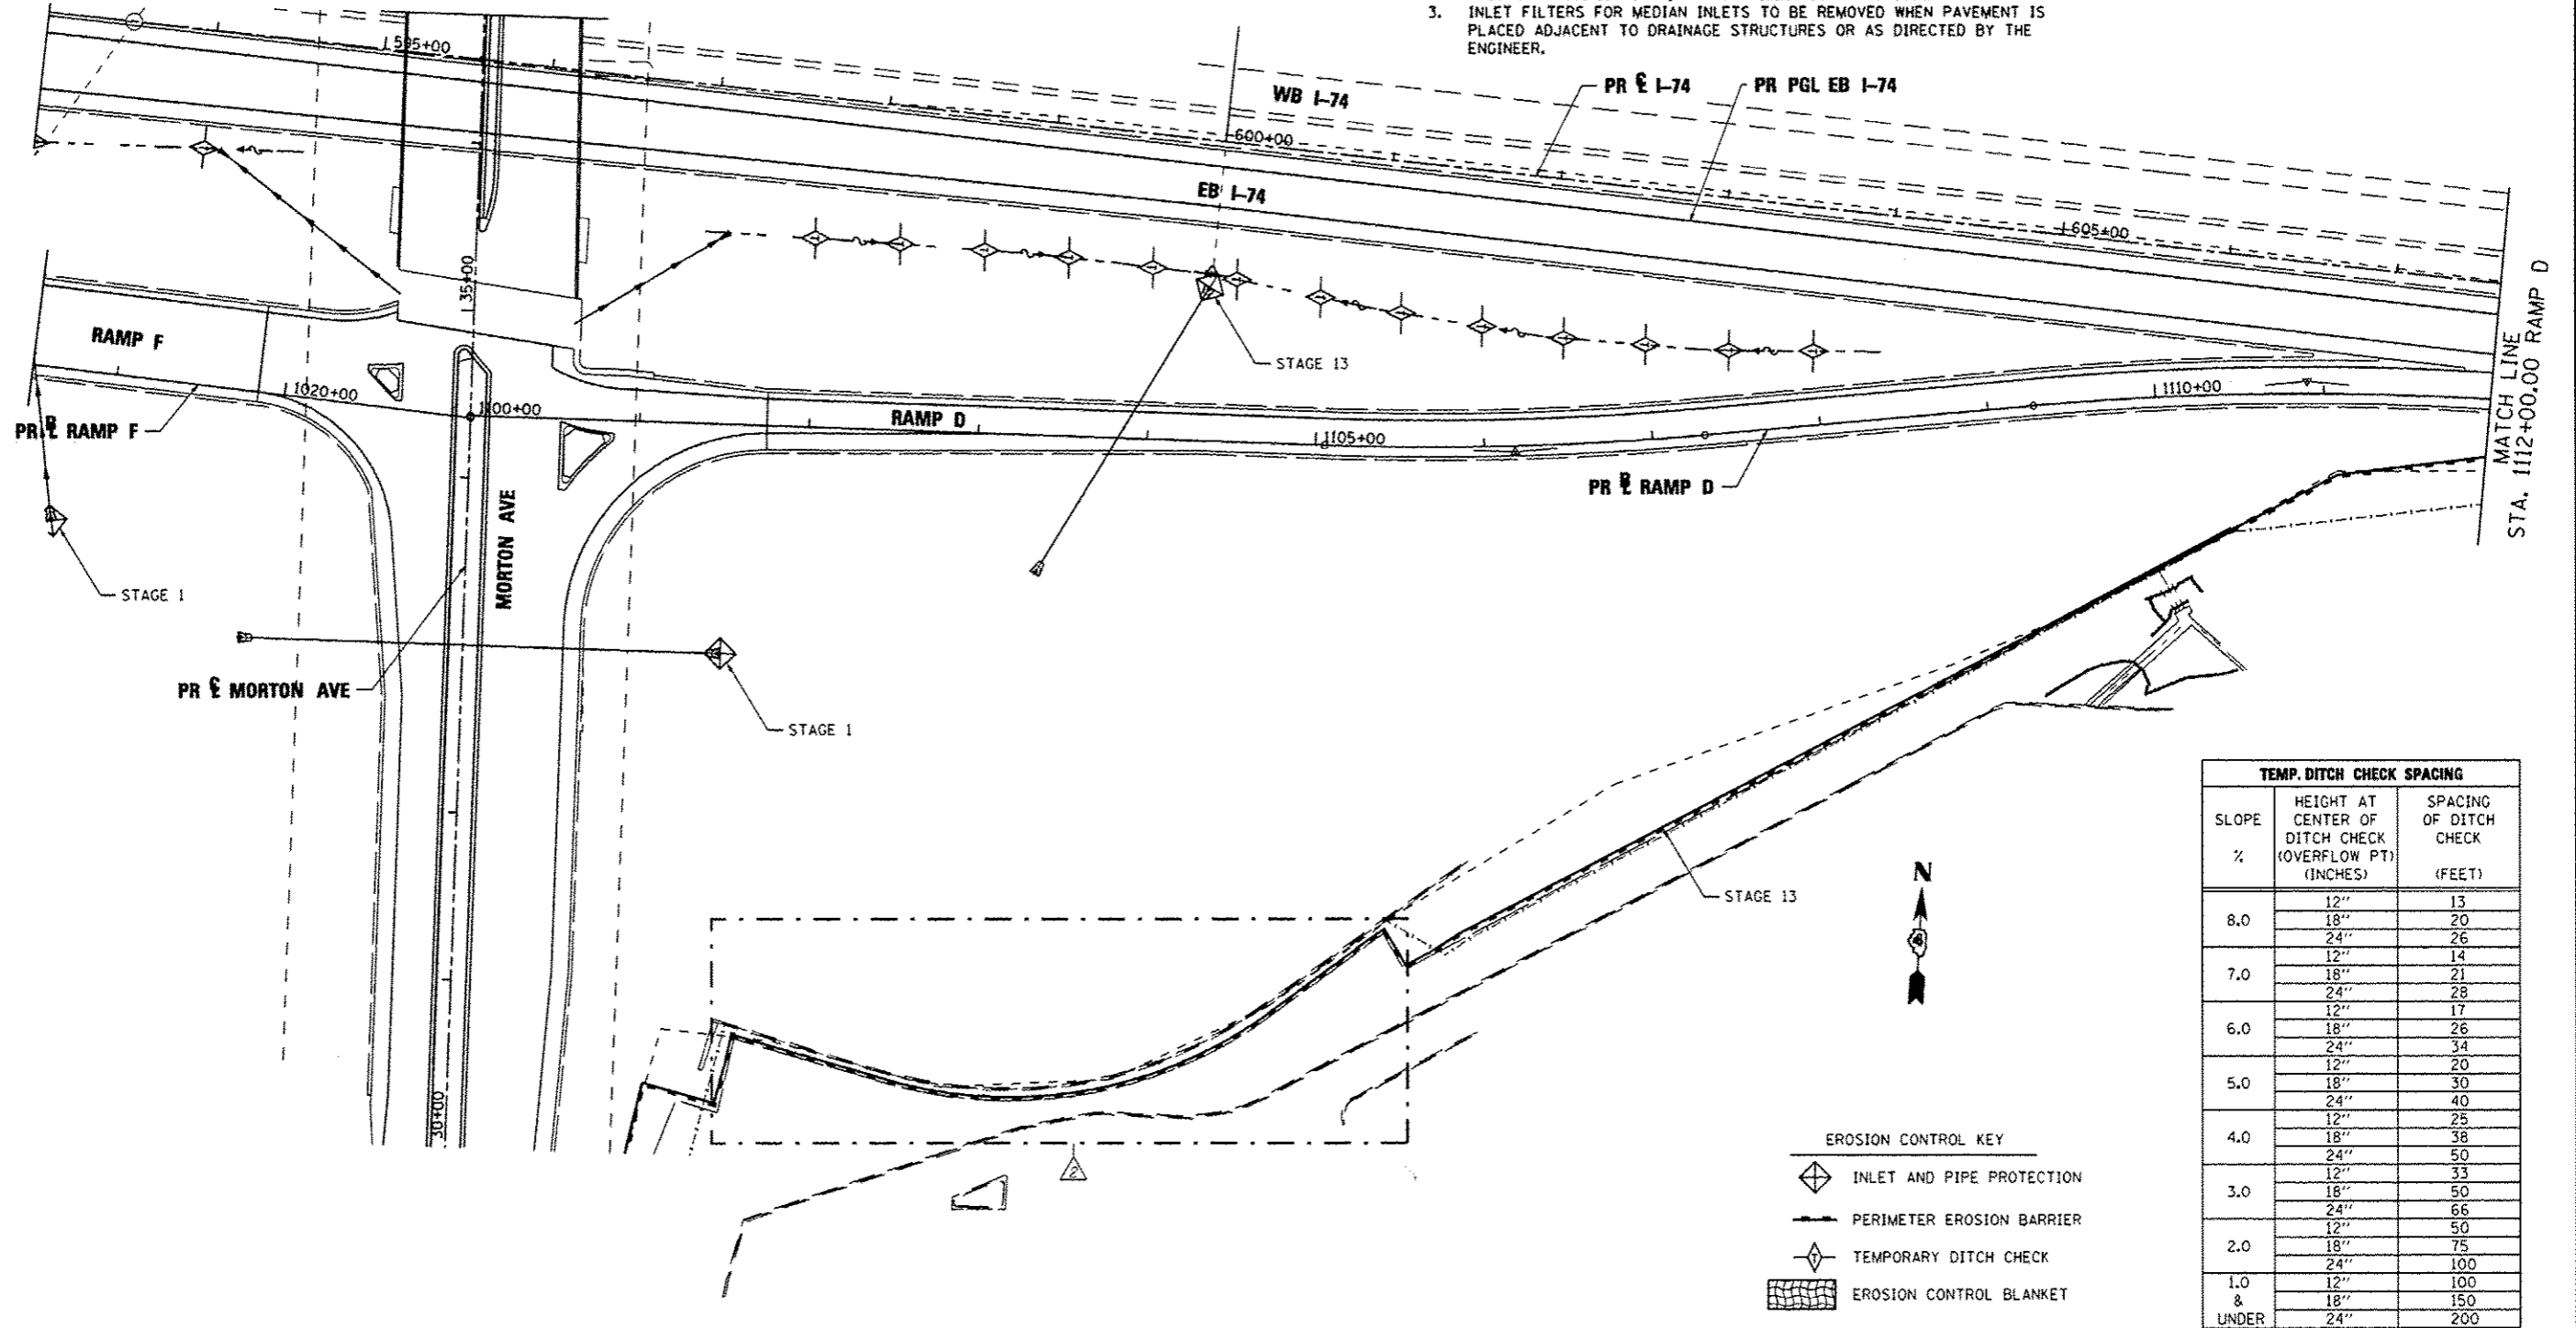 3. INLET FILTERS FOR MEDIAN INLETS TO BE REMOVED WHEN PAVEMENT IS
PLACED ADJACENT TO DRAINAGE STRUCTURES OR AS DIRECTED BY THE
ENGINEER.
595+00
WB I-74
PR ℄ I-74
PR PGL EB I-74
600+00
EB I-74
605+00
35+00
STAGE 13
RAMP F
1020+00
1100+00
RAMP D
1105+00
1110+00
PR RAMP F
PR RAMP D
MATCH LINE
STA. 1112+00.00 RAMP D
MORTON AVE
STAGE 1
PR ℄ MORTON AVE
STAGE 1
STAGE 13
30+00
2
N
EROSION CONTROL KEY
INLET AND PIPE PROTECTION
PERIMETER EROSION BARRIER
T TEMPORARY DITCH CHECK
EROSION CONTROL BLANKET
TEMP. DITCH CHECK SPACING
SLOPE % HEIGHT AT CENTER OF DITCH CHECK (OVERFLOW PT) (INCHES) SPACING OF DITCH CHECK (FEET)
8.0 12" 13
18" 20
24" 26
7.0 12" 14
18" 21
24" 28
6.0 12" 17
18" 26
24" 34
5.0 12" 20
18" 30
24" 40
4.0 12" 25
18" 38
24" 50
3.0 12" 33
18" 50
24" 66
2.0 12" 50
18" 75
24" 100
1.0 & UNDER 12" 100
18" 150
24" 200